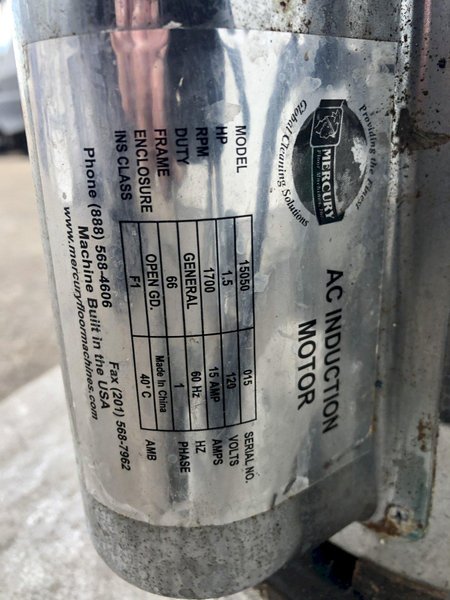 Providing the Finest
MERCURY
Floor Machines Inc.
Global Cleaning Solutions
AC INDUCTION
MOTOR
MODEL 15050 015 SERIAL NO.
HP 1.5 120 VOLTS
RPM 1700 15 AMP AMPS
DUTY GENERAL 60 Hz HZ
FRAME 66 1 PHASE
ENCLOSURE OPEN GD. Made In China
INS CLASS F1 40°C AMB
Phone (888) 568-4606 Fax (201) 568-7962
Machine Built in the USA
www.mercuryfloormachines.com